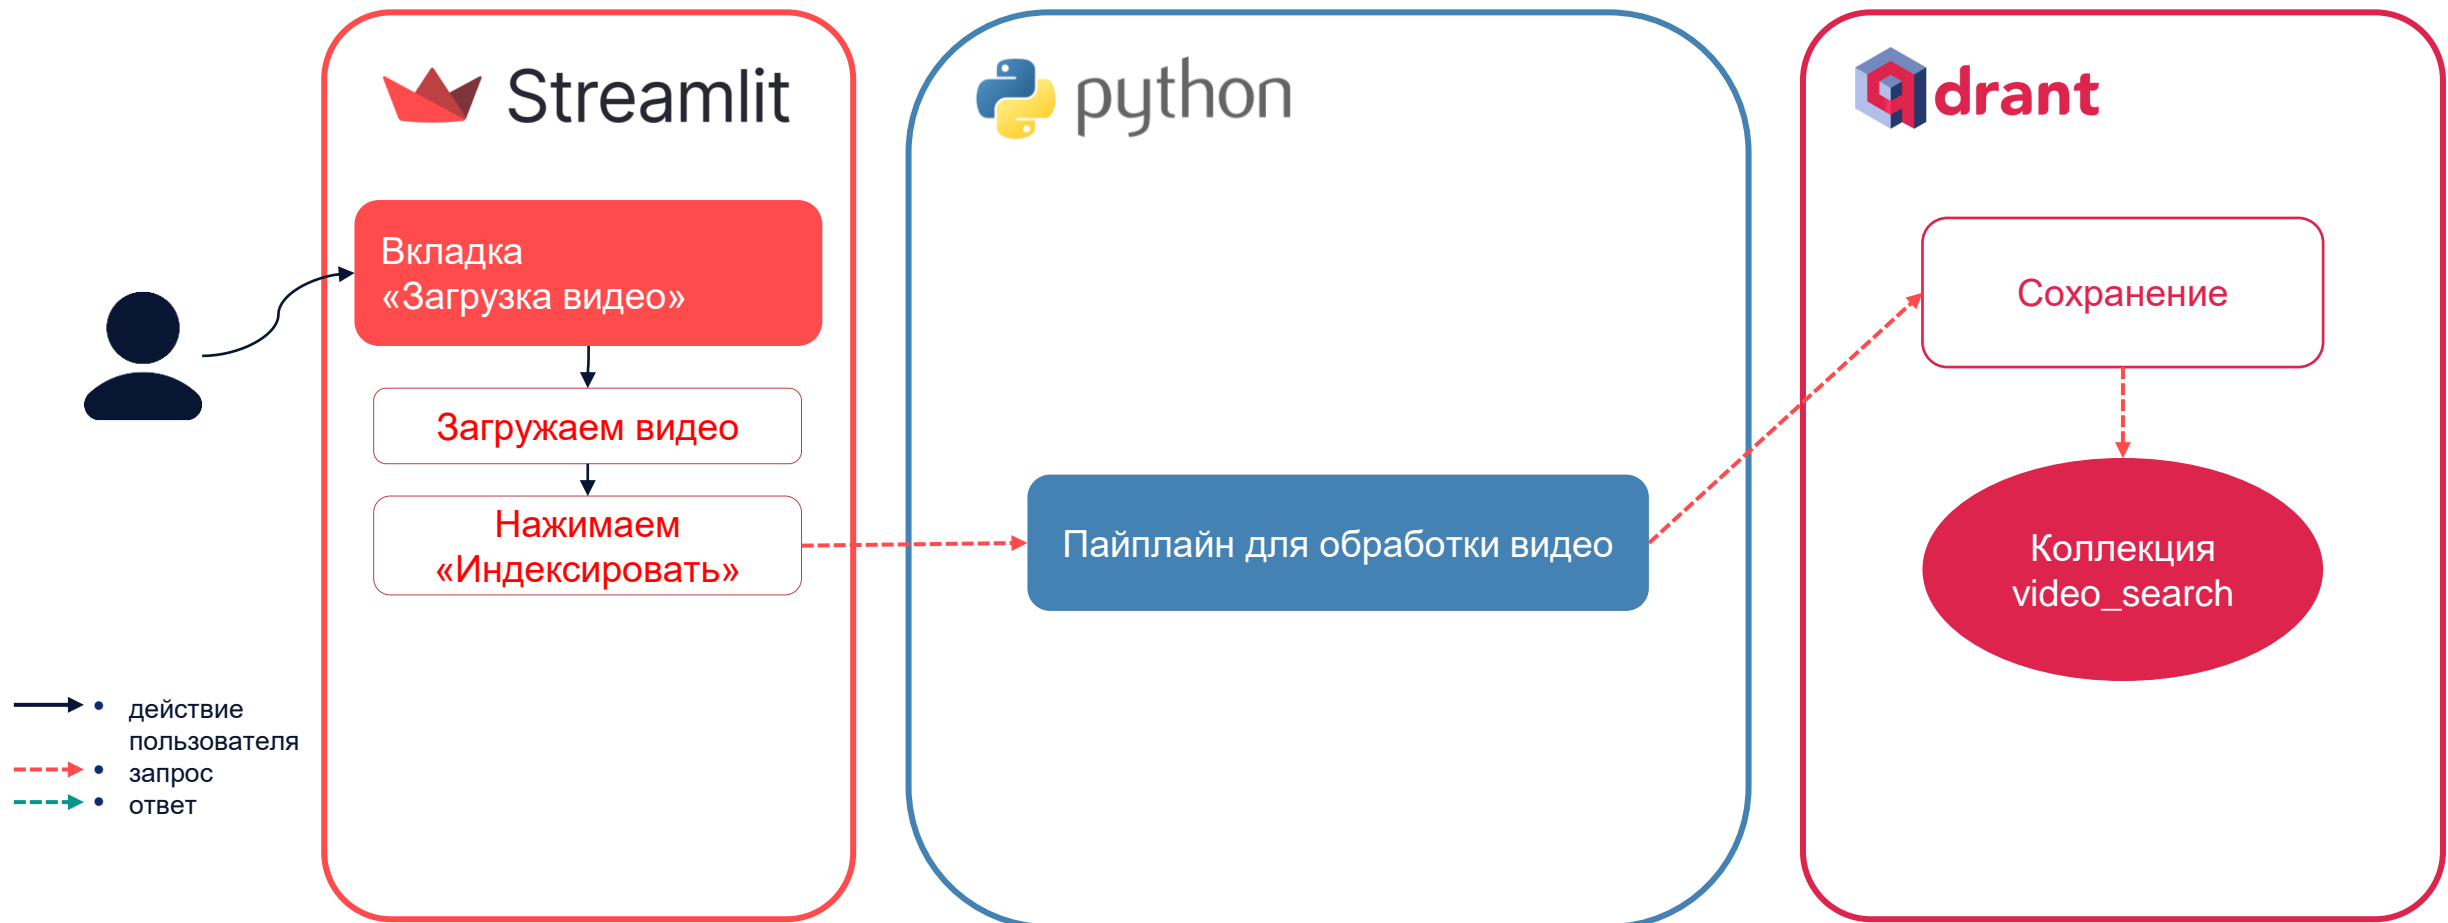 Streamlit
Вкладка
«Загрузка видео»
Загружаем видео
Нажимаем
«Индексировать»
python
Пайплайн для обработки видео
qdrant
Сохранение
Коллекция
video_search
• действие
пользователя
• запрос
• ответ